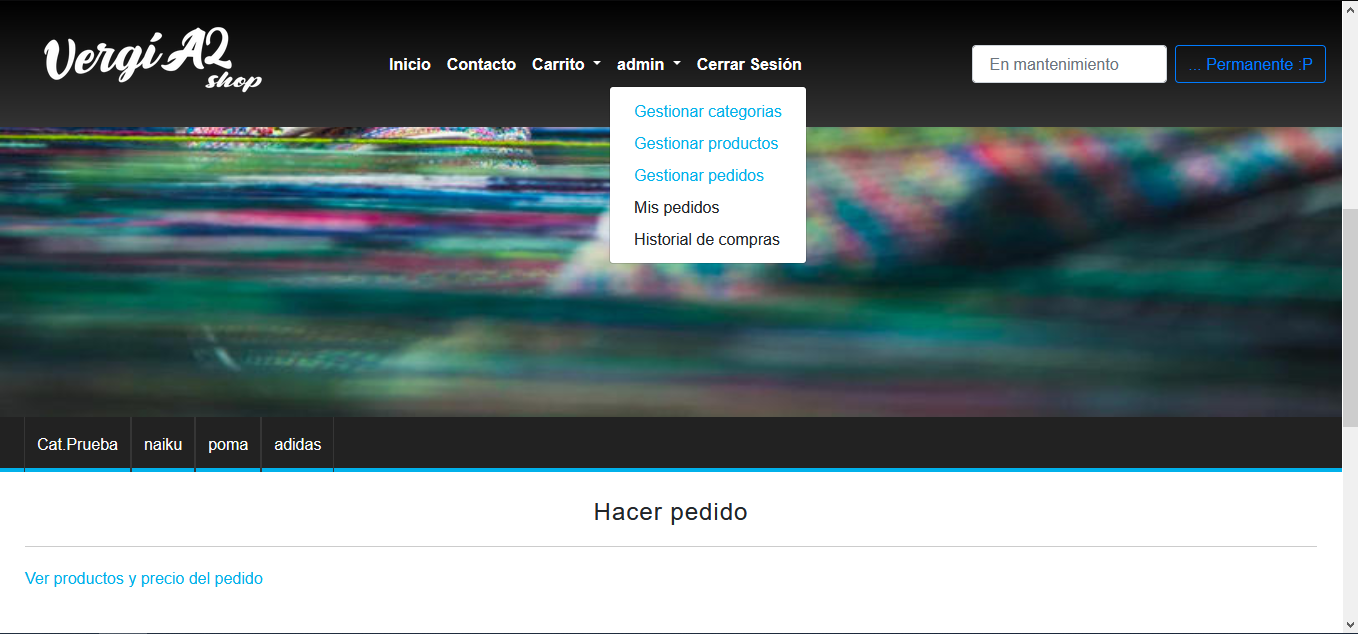 VergíA2
shop
Inicio Contacto Carrito admin Cerrar Sesión
En mantenimiento
... Permanente :P
Gestionar categorias
Gestionar productos
Gestionar pedidos
Mis pedidos
Historial de compras
Cat.Prueba naiku poma adidas
Hacer pedido
Ver productos y precio del pedido